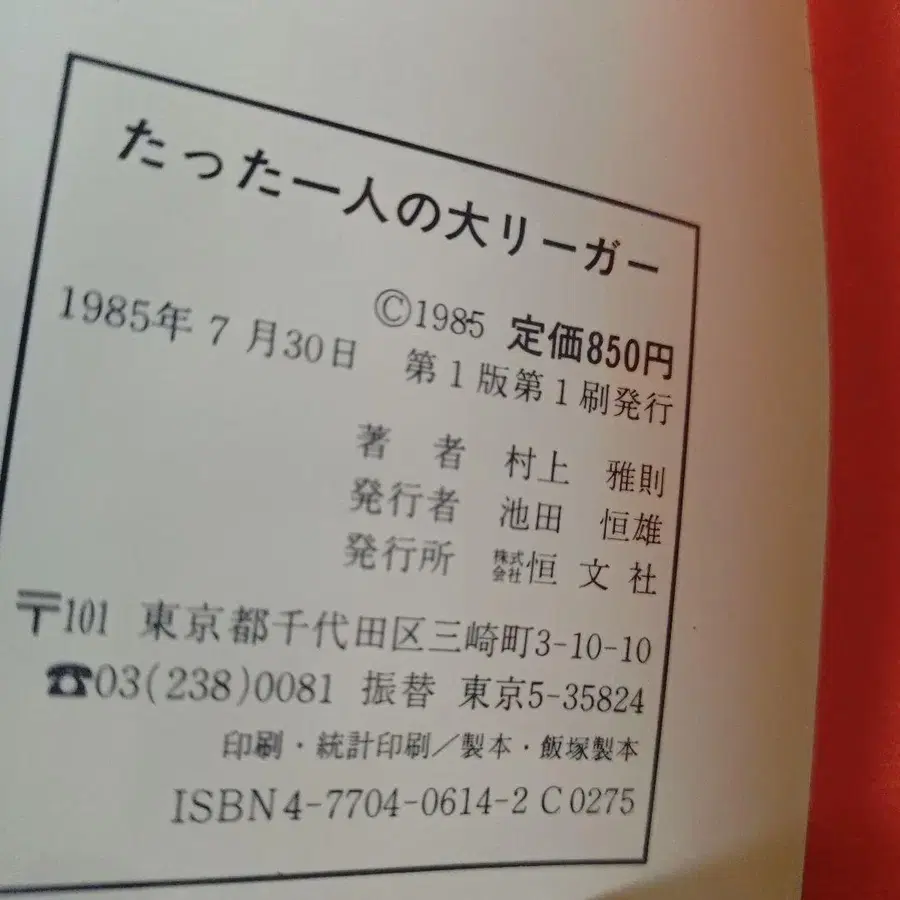 たった一人の大リーガー
©1985 定価850円
1985年7月30日 第1版第1刷発行
著者 村上 雅則
発行者 池田 恒雄
発行所 株式会社 恒文社
〒101 東京都千代田区三崎町3-10-10
☎03(238)0081 振替 東京5-35824
印刷・統計印刷／製本・飯塚製本
ISBN4-7704-0614-2 C0275